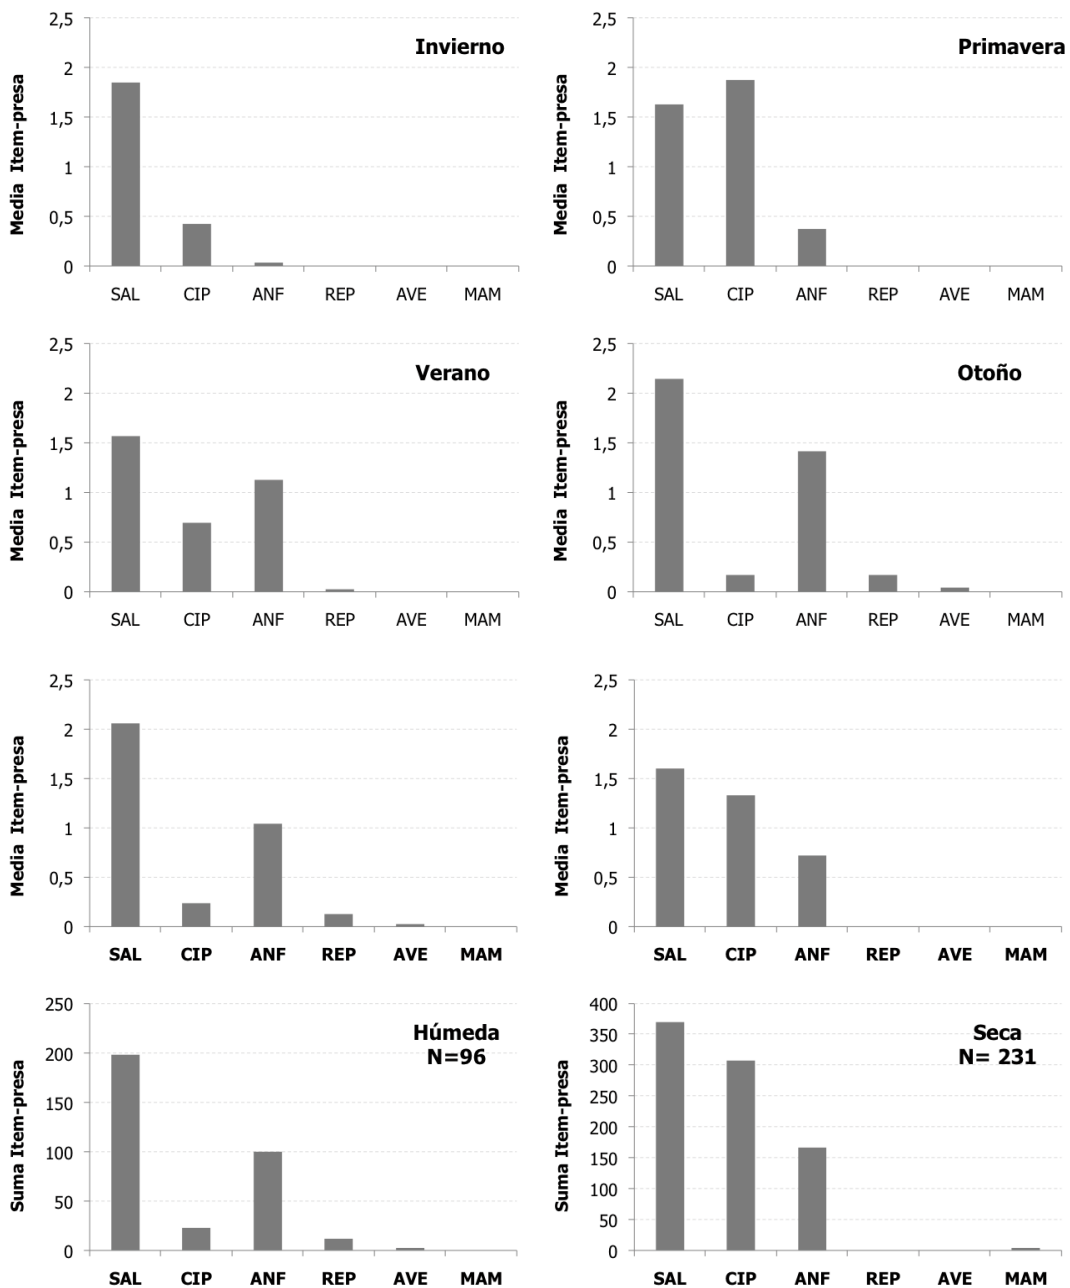 Invierno
Media Item-presa
2,5
2
1,5
1
0,5
0
SAL CIP ANF REP AVE MAM
Primavera
Media Item-presa
2,5
2
1,5
1
0,5
0
SAL CIP ANF REP AVE MAM
Verano
Media Item-presa
2,5
2
1,5
1
0,5
0
SAL CIP ANF REP AVE MAM
Otoño
Media Item-presa
2,5
2
1,5
1
0,5
0
SAL CIP ANF REP AVE MAM
Media Item-presa
2,5
2
1,5
1
0,5
0
SAL CIP ANF REP AVE MAM
Media Item-presa
2,5
2
1,5
1
0,5
0
SAL CIP ANF REP AVE MAM
Húmeda
N=96
Suma Item-presa
250
200
150
100
50
0
SAL CIP ANF REP AVE MAM
Seca
N= 231
Suma Item-presa
400
350
300
250
200
150
100
50
0
SAL CIP ANF REP AVE MAM